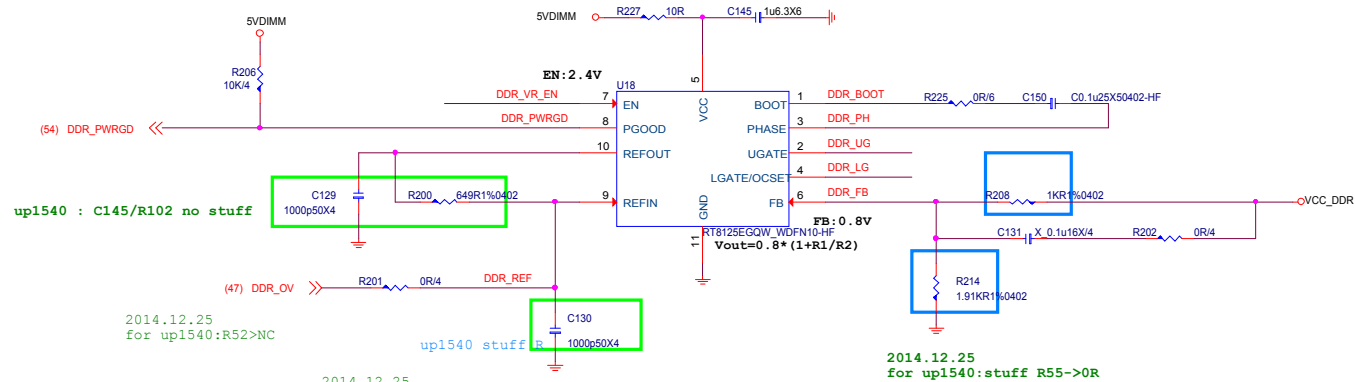 5VDIMM
R227
10R
C145
1u6.3X6
5VDIMM
R206
10K/4
EN:2.4V
U18
5
VCC
DDR_VR_EN
7
EN
BOOT
1
DDR_BOOT
R225
0R/6
C150
C0.1u25X50402-HF
(54) DDR_PWRGD
DDR_PWRGD
8
PGOOD
PHASE
3
DDR_PH
10
REFOUT
UGATE
2
DDR_UG
LGATE/OCSET
4
DDR_LG
C129
1000p50X4
R200
649R1%0402
9
REFIN
GND
11
FB
6
DDR_FB
R208
1KR1%0402
VCC_DDR
up1540 : C145/R102 no stuff
FB:0.8V
RT8125EGQW_WDFN10-HF
Vout=0.8*(1+R1/R2)
C131
X_0.1u16X/4
R202
0R/4
(47) DDR_OV
R201
0R/4
DDR_REF
R214
1.91KR1%0402
2014.12.25
for up1540:R52>NC
C130
1000p50X4
up1540 stuff R
2014.12.25
for up1540:stuff R55->0R
2014.12.25